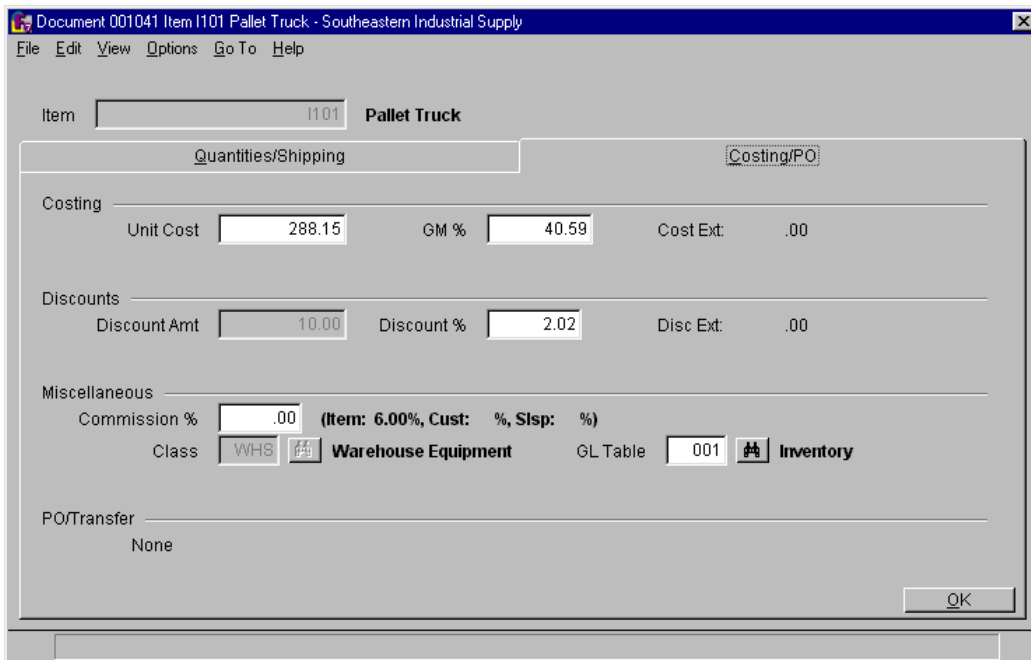 Document 001041 Item I101 Pallet Truck - Southeastern Industrial Supply
File Edit View Options Go To Help
Item I101 Pallet Truck
Quantities/Shipping Costing/PO
Costing
Unit Cost 288.15 GM % 40.59 Cost Ext: .00
Discounts
Discount Amt 10.00 Discount % 2.02 Disc Ext: .00
Miscellaneous
Commission % .00 (Item: 6.00%, Cust: %, Slsp: %)
Class WHS Warehouse Equipment GL Table 001 Inventory
PO/Transfer
None
OK